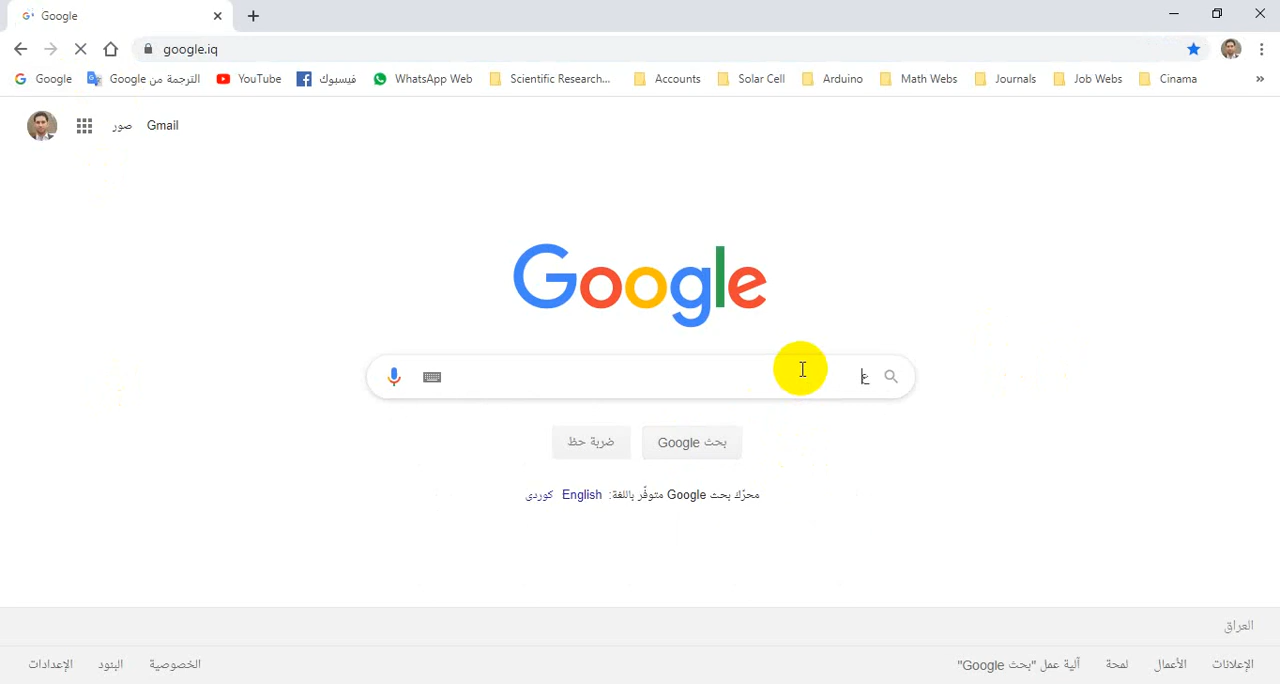 Google
google.iq
Google
الترجمة من Google
YouTube
فيسبوك
WhatsApp Web
Scientific Research...
Accounts
Solar Cell
Arduino
Math Webs
Journals
Job Webs
Cinama
»
صور
Gmail
Google
ع
بحث Google
ضربة حظ
محرّك بحث Google متوفّر باللغة: English كوردی
العراق
الإعلانات
الأعمال
لمحة
آلية عمل "بحث Google"
الخصوصية
البنود
الإعدادات